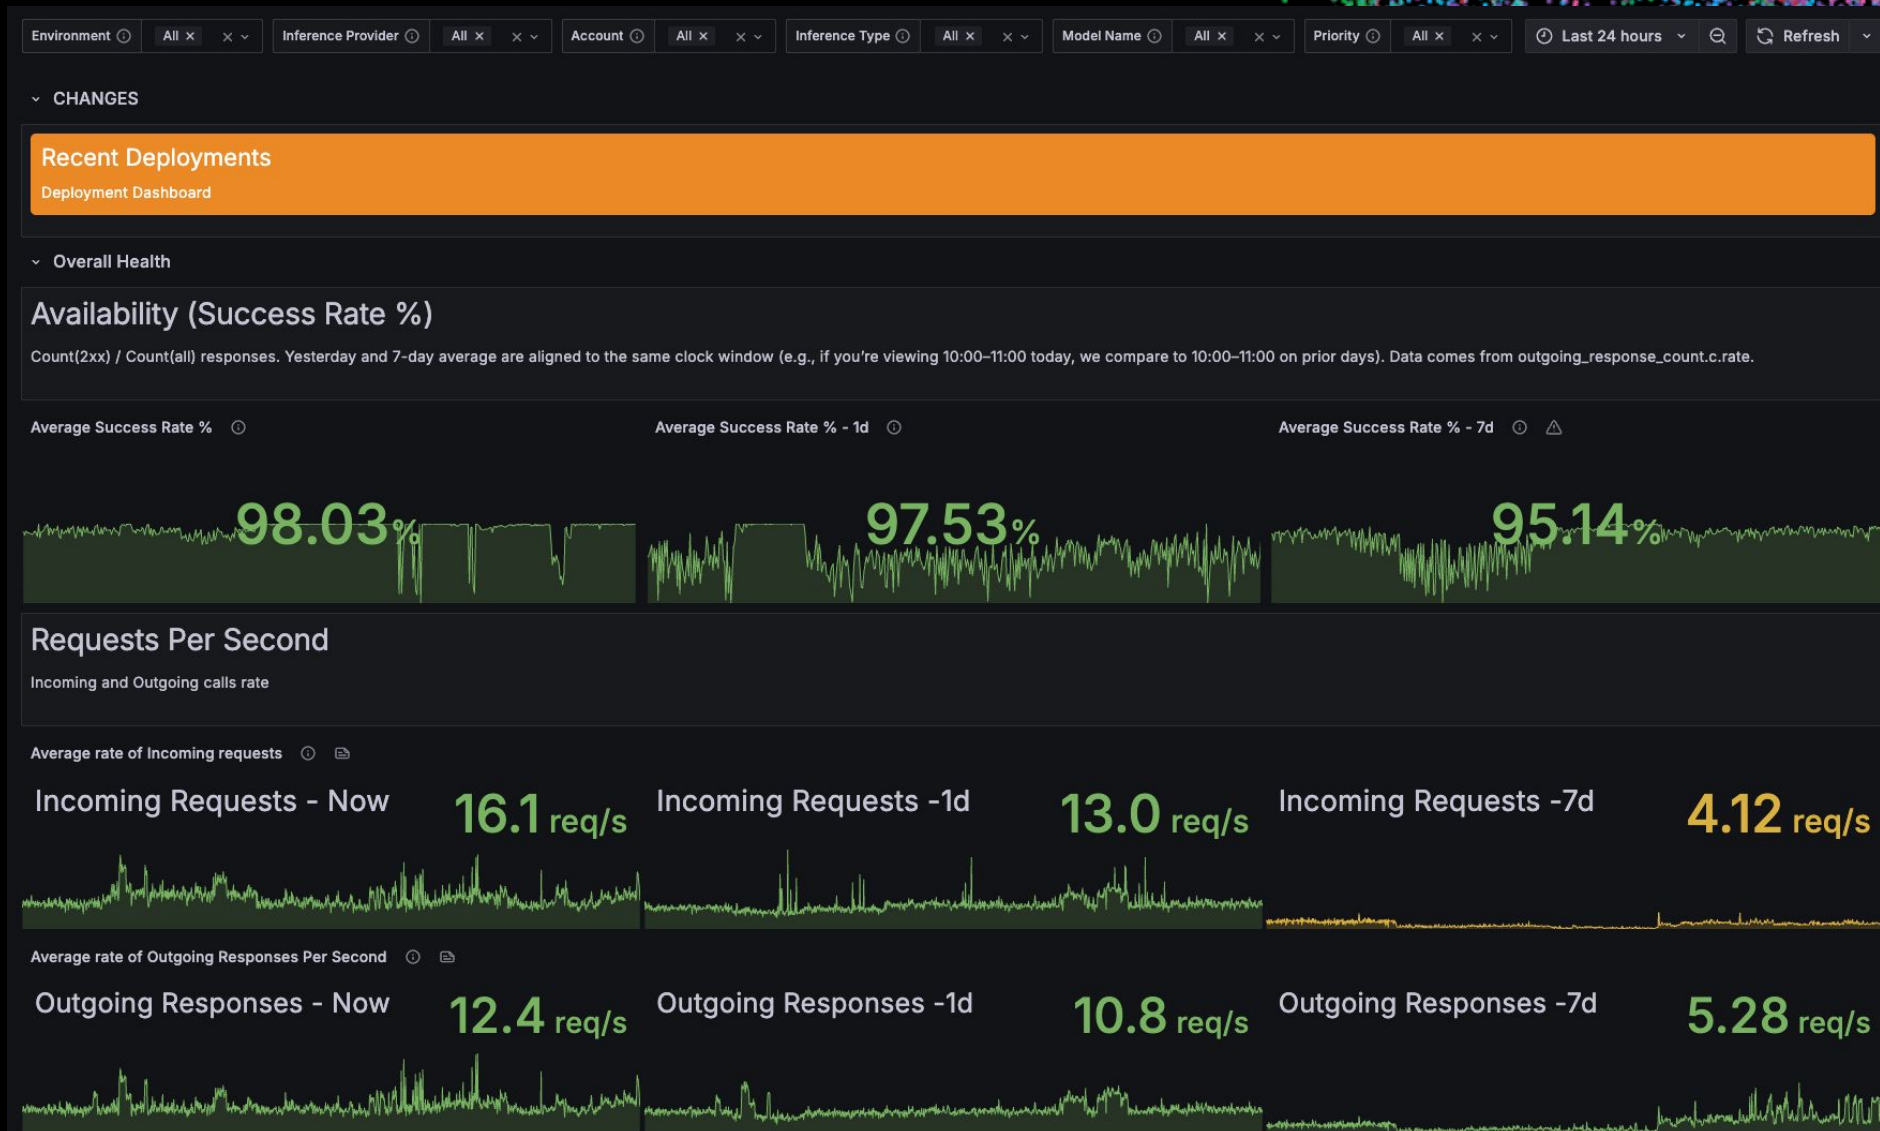 Environment All × Inference Provider All × Account All × Inference Type All × Model Name All × Priority All × Last 24 hours Refresh
CHANGES
Recent Deployments
Deployment Dashboard
Overall Health
Availability (Success Rate %)
Count(2xx) / Count(all) responses. Yesterday and 7-day average are aligned to the same clock window (e.g., if you’re viewing 10:00–11:00 today, we compare to 10:00–11:00 on prior days). Data comes from outgoing_response_count.c.rate.
Average Success Rate % Average Success Rate % - 1d Average Success Rate % - 7d
98.03% 97.53% 95.14%
Requests Per Second
Incoming and Outgoing calls rate
Average rate of Incoming requests
Incoming Requests - Now 16.1 req/s Incoming Requests -1d 13.0 req/s Incoming Requests -7d 4.12 req/s
Average rate of Outgoing Responses Per Second
Outgoing Responses - Now 12.4 req/s Outgoing Responses -1d 10.8 req/s Outgoing Responses -7d 5.28 req/s